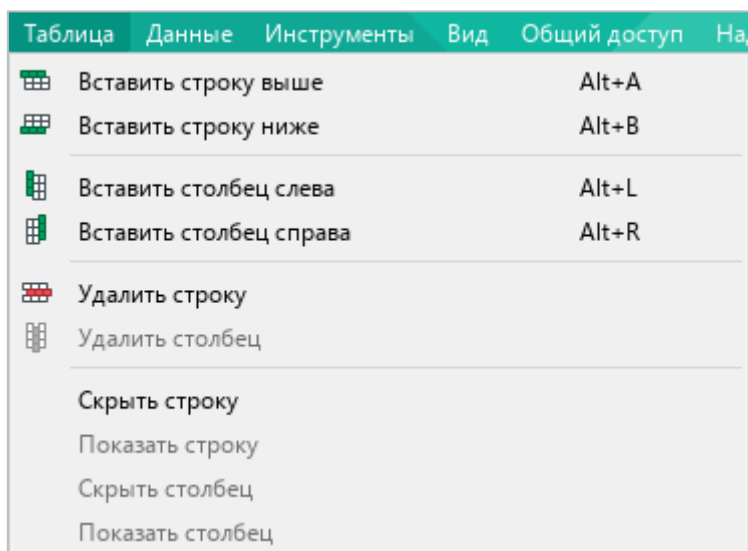 Таблица Данные Инструменты Вид Общий доступ
Вставить строку выше Alt+A
Вставить строку ниже Alt+B
Вставить столбец слева Alt+L
Вставить столбец справа Alt+R
Удалить строку
Удалить столбец
Скрыть строку
Показать строку
Скрыть столбец
Показать столбец